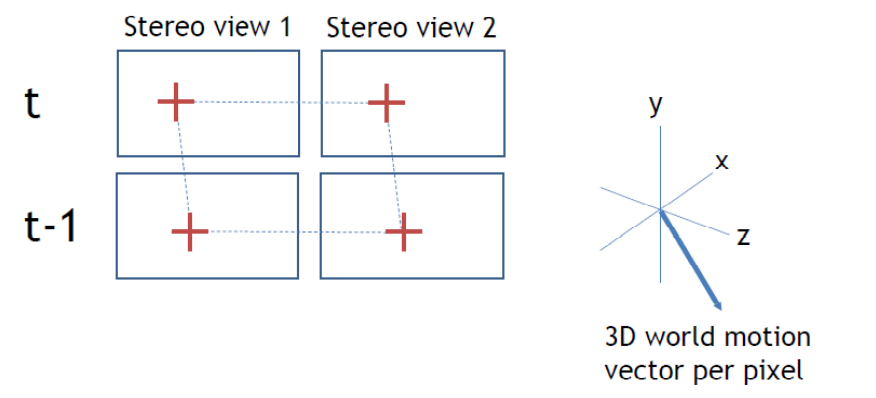 Stereo view 1 Stereo view 2
t
t-1
y
x
z
3D world motion
vector per pixel